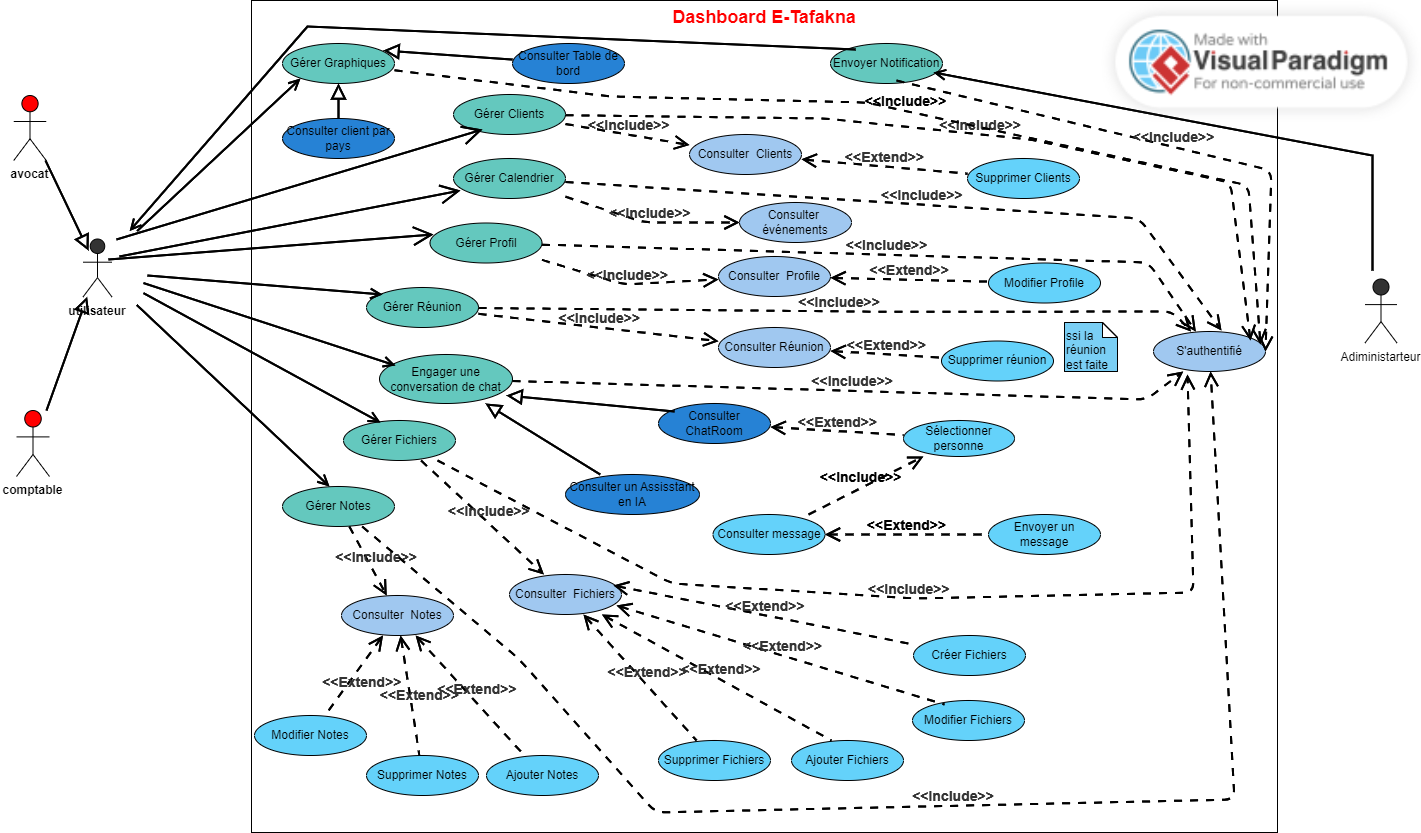 Dashboard E-Tafakna
Made with
VisualParadigm
For non-commercial use
Gérer Graphiques
Consulter Table de
bord
Envoyer Notification
<<Include>>
Gérer Clients
<<Include>>
<<Include>>
<<Include>>
Consulter client par
pays
Consulter  Clients
<<Extend>>
Supprimer Clients
avocat
Gérer Calendrier
<<Include>>
<<Include>>
Consulter
événements
Gérer Profil
<<Include>>
<<Include>>
Consulter  Profile
<<Extend>>
Modifier Profile
utilisateur
Gérer Réunion
<<Include>>
<<Include>>
Consulter Réunion
<<Extend>>
Supprimer réunion
ssi la
réunion
est faite
S'authentifié
Adiministarteur
Engager une
conversation de chat
<<Include>>
Consulter
ChatRoom
<<Extend>>
Sélectionner
personne
Gérer Fichiers
comptable
Consulter un Assisstant
en IA
<<Include>>
Gérer Notes
<<Include>>
Consulter message
<<Extend>>
Envoyer un
message
<<Include>>
Consulter  Fichiers
<<Include>>
Consulter  Notes
<<Extend>>
<<Extend>>
Créer Fichiers
<<Extend>>
<<Extend>>
<<Extend>>
<<Extend>>
<<Extend>>
Modifier Notes
Modifier Fichiers
Supprimer Notes
Ajouter Notes
Supprimer Fichiers
Ajouter Fichiers
<<Include>>